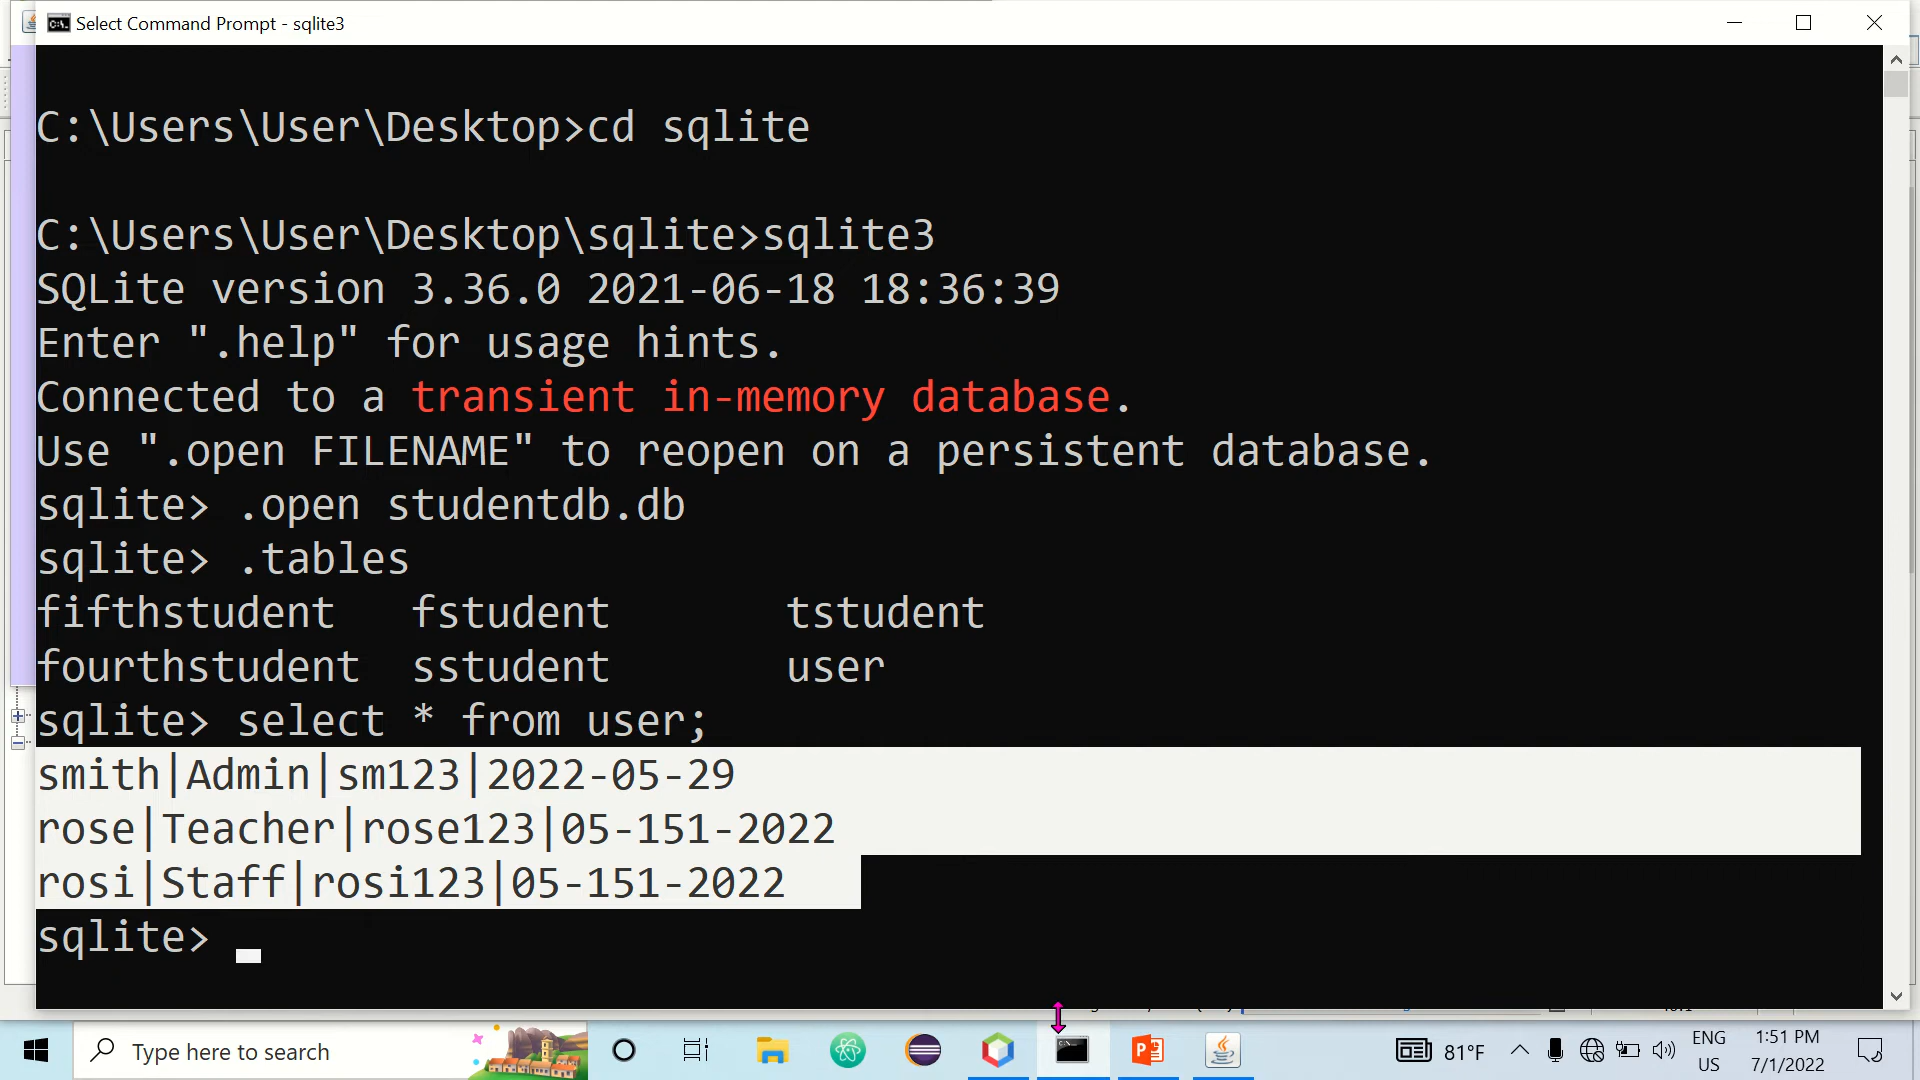 Select Command Prompt - sqlite3
C:\Users\User\Desktop>cd sqlite
C:\Users\User\Desktop\sqlite>sqlite3
SQLite version 3.36.0 2021-06-18 18:36:39
Enter ".help" for usage hints.
Connected to a transient in-memory database.
Use ".open FILENAME" to reopen on a persistent database.
sqlite> .open studentdb.db
sqlite> .tables
fifthstudent fstudent tstudent
fourthstudent sstudent user
sqlite> select * from user;
smith|Admin|sm123|2022-05-29
rose|Teacher|rose123|05-151-2022
rosi|Staff|rosi123|05-151-2022
sqlite>
Type here to search
81°F
ENG
US
1:51 PM
7/1/2022